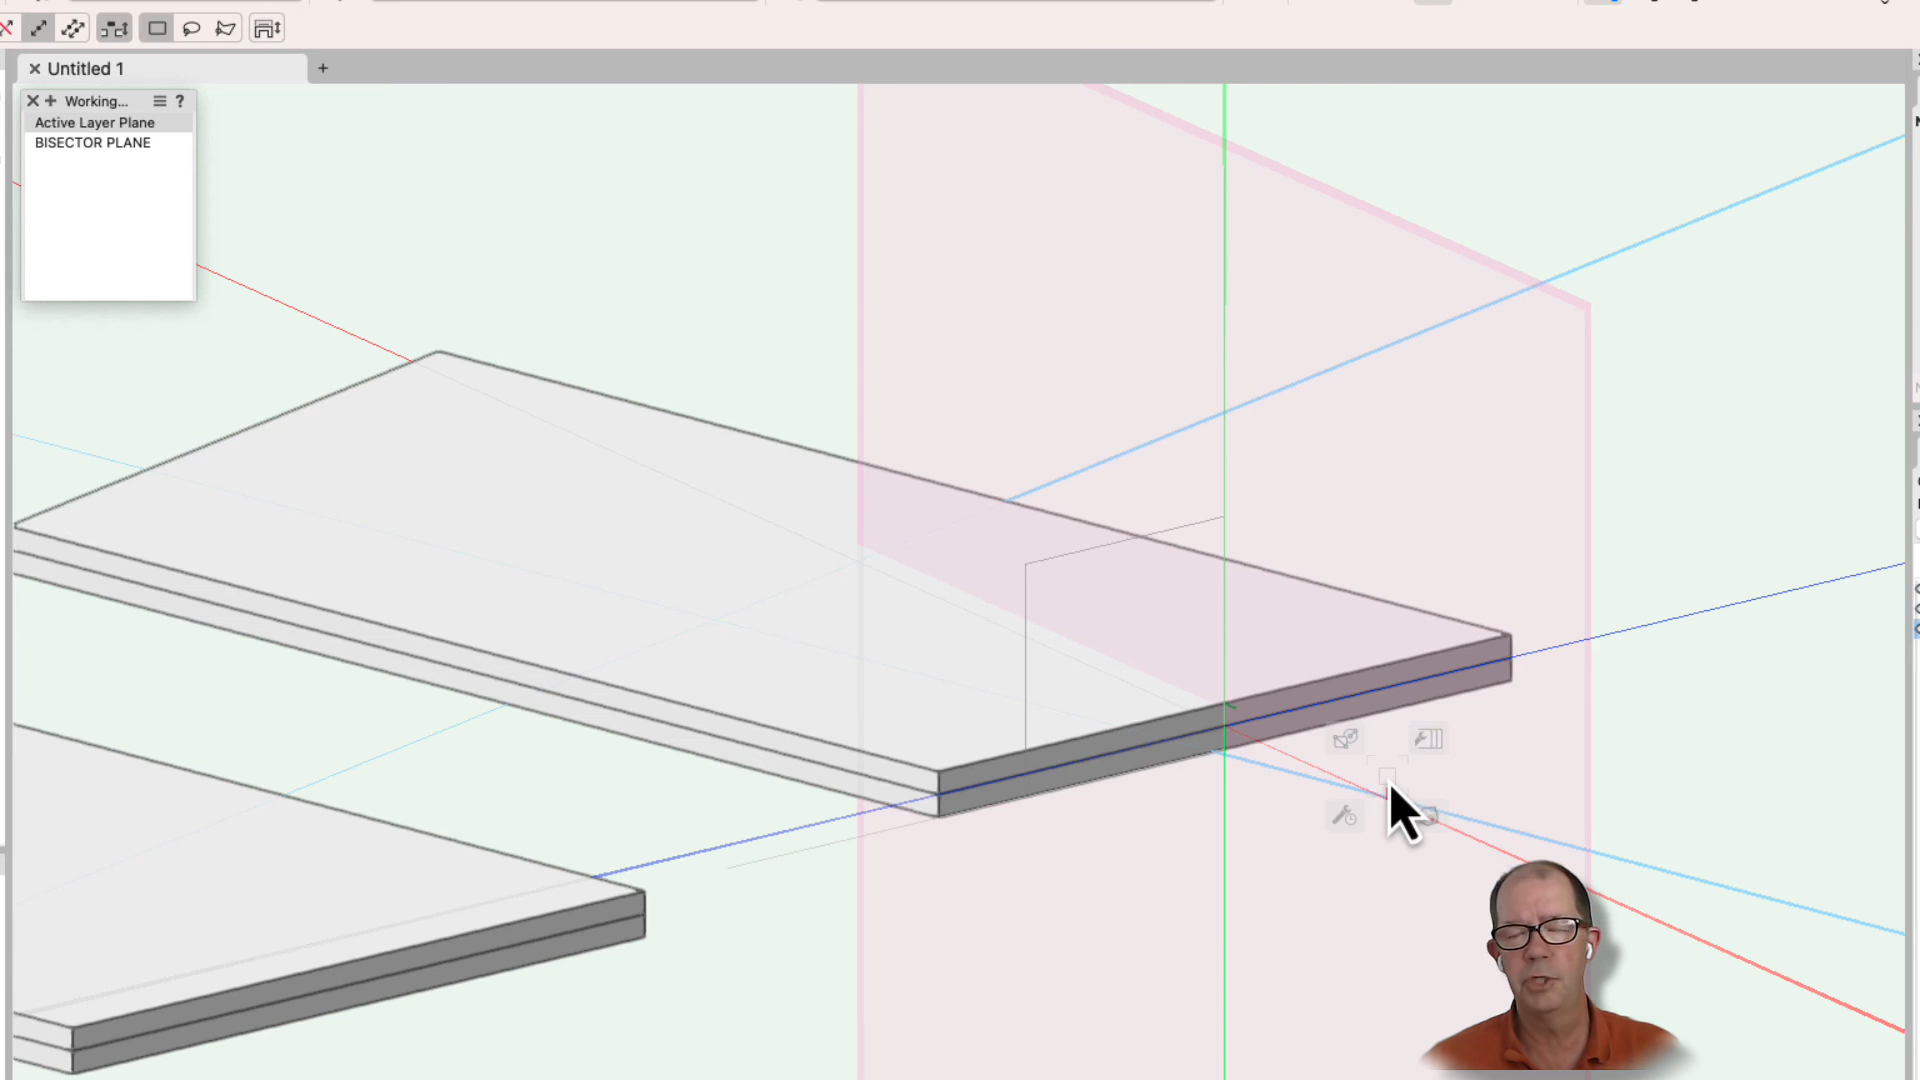 Untitled 1
Working...
?
Active Layer Plane
BISECTOR PLANE